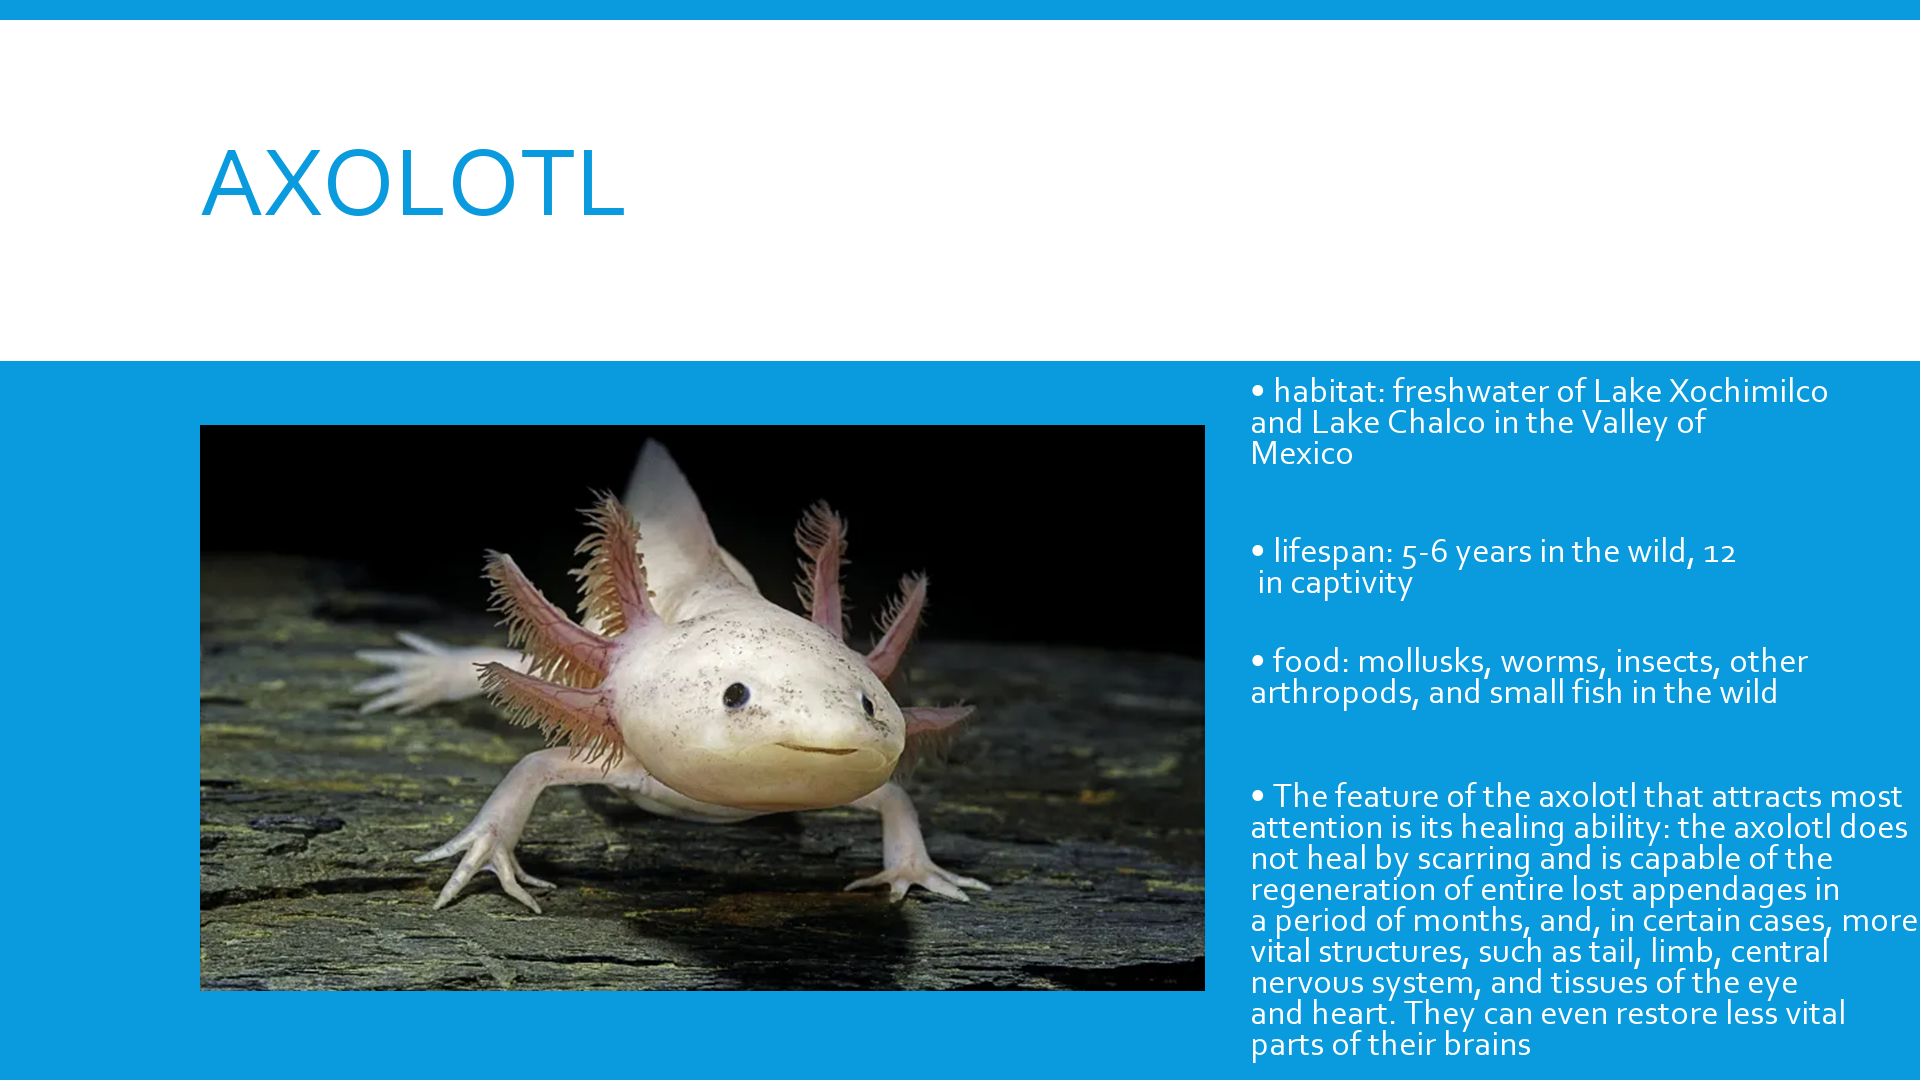 AXOLOTL
• habitat: freshwater of Lake Xochimilco
and Lake Chalco in the Valley of
Mexico
• lifespan: 5-6 years in the wild, 12
in captivity
• food: mollusks, worms, insects, other
arthropods, and small fish in the wild
• The feature of the axolotl that attracts most
attention is its healing ability: the axolotl does
not heal by scarring and is capable of the
regeneration of entire lost appendages in
a period of months, and, in certain cases, more
vital structures, such as tail, limb, central
nervous system, and tissues of the eye
and heart. They can even restore less vital
parts of their brains